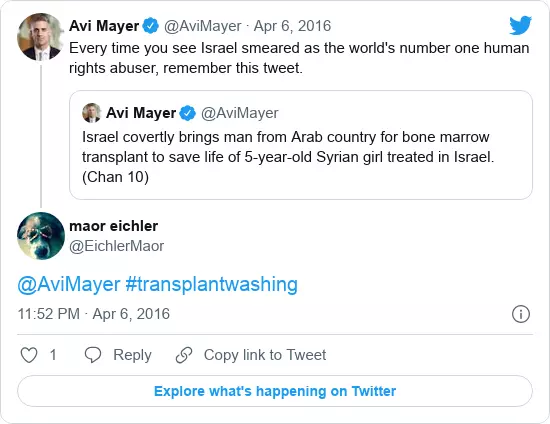 Avi Mayer @AviMayer · Apr 6, 2016
Every time you see Israel smeared as the world's number one human
rights abuser, remember this tweet.
Avi Mayer @AviMayer
Israel covertly brings man from Arab country for bone marrow
transplant to save life of 5-year-old Syrian girl treated in Israel.
(Chan 10)
maor eichler
@EichlerMaor
@AviMayer #transplantwashing
11:52 PM · Apr 6, 2016
1 Reply Copy link to Tweet
Explore what's happening on Twitter